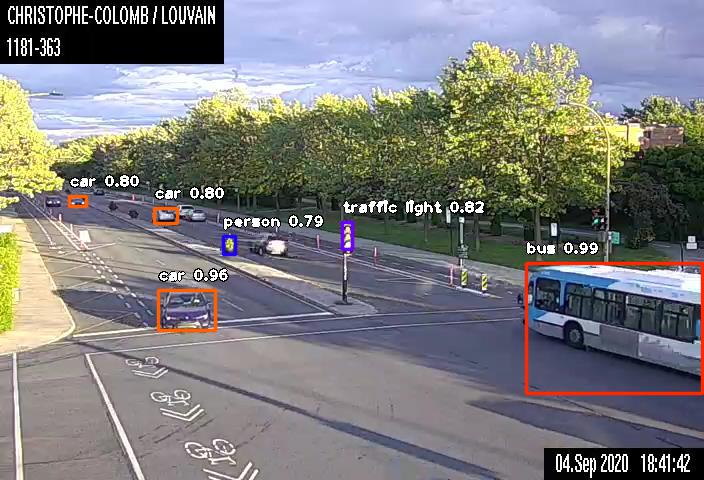 CHRISTOPHE-COLOMB / LOUVAIN
1181-363
car 0.80
car 0.80
person 0.79
traffic light 0.82
bus 0.99
car 0.96
04.Sep 2020 18:41:42